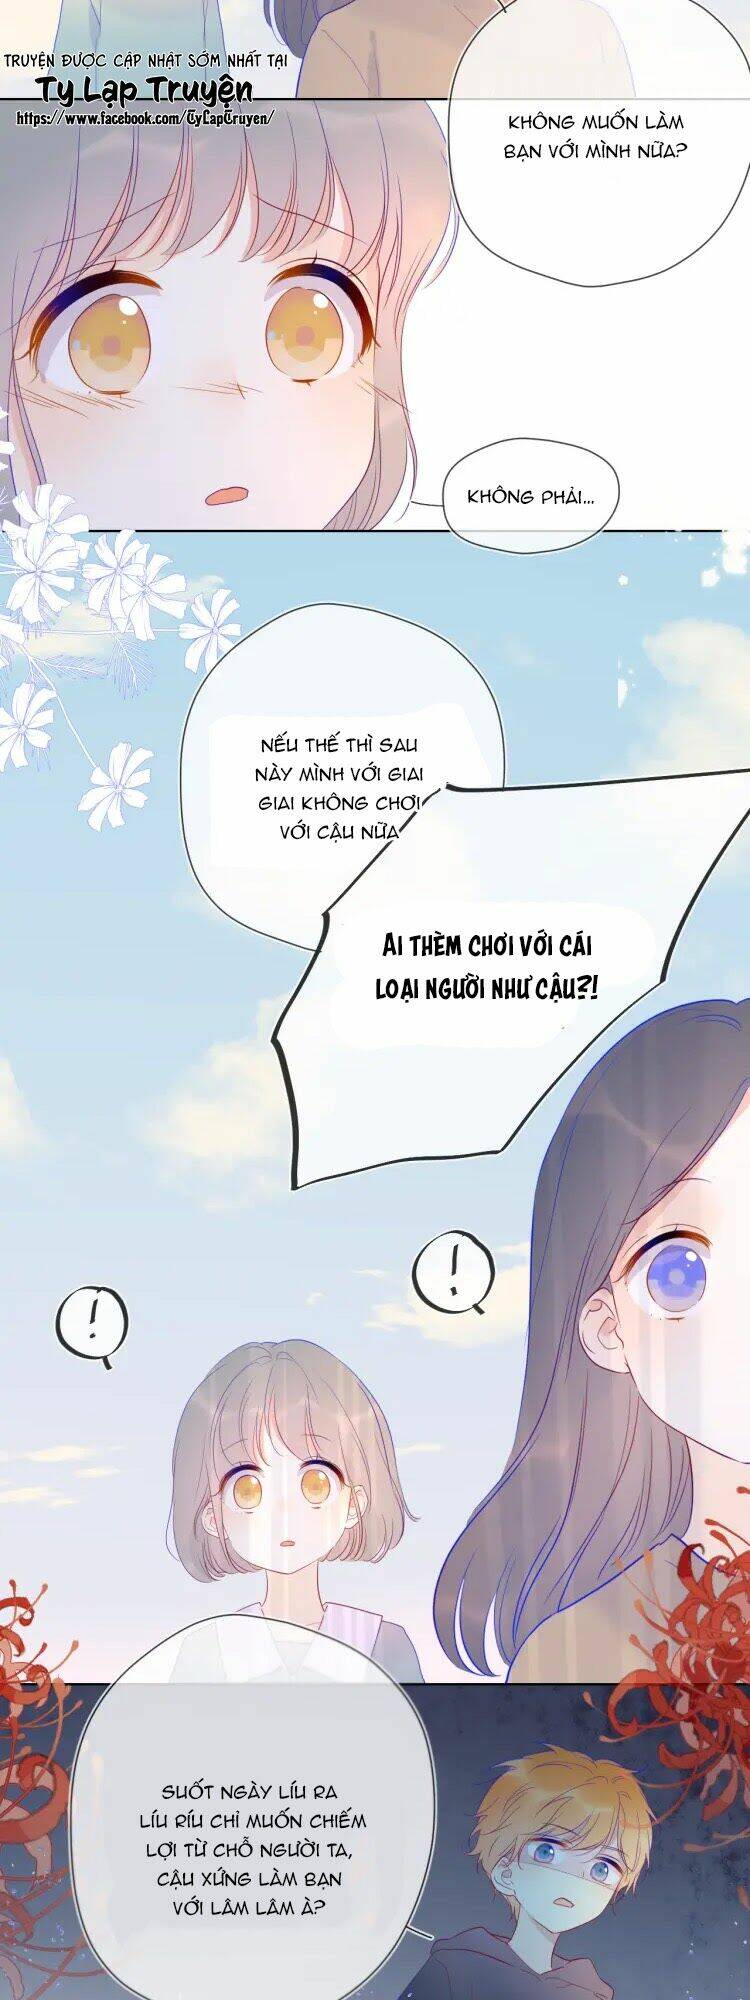 TRUYỆN ĐƯỢC CẬP NHẬT SỚM NHẤT TẠI
Ty Lạp Truyện
https://www.facebook.com/TyLapTruyen/
KHÔNG MUỐN LÀM
BẠN VỚI MÌNH NỮA?
KHÔNG PHẢI...
NẾU THẾ THÌ SAU
NÀY MÌNH VỚI GIAI
GIAI KHÔNG CHƠI
VỚI CẬU NỮA
AI THÈM CHƠI VỚI CÁI
LOẠI NGƯỜI NHƯ CẬU?!
!
!
SUỐT NGÀY LÍU RA
LÍU RÍU CHỈ MUỐN CHIẾM
LỢI TỪ CHỖ NGƯỜI TA,
CẬU XỨNG LÀM BẠN
VỚI LÂM LÂM À?